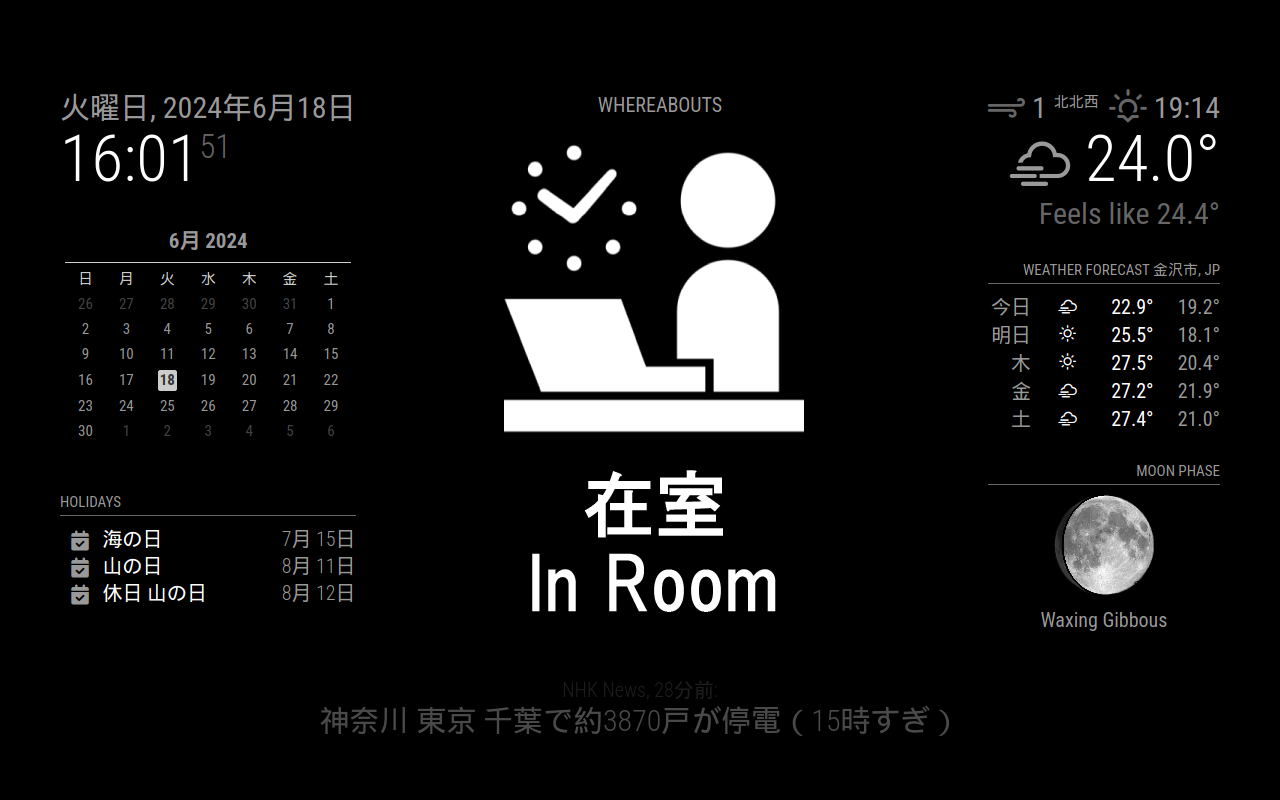 火曜日, 2024年6月18日
16:01 51
6月 2024
日 月 火 水 木 金 土
26 27 28 29 30 31 1
2 3 4 5 6 7 8
9 10 11 12 13 14 15
16 17 18 19 20 21 22
23 24 25 26 27 28 29
30 1 2 3 4 5 6
HOLIDAYS
海の日 7月 15日
山の日 8月 11日
休日 山の日 8月 12日
WHEREABOUTS
在室
In Room
1 北北西 19:14
24.0°
Feels like 24.4°
WEATHER FORECAST 金沢市, JP
今日 22.9° 19.2°
明日 25.5° 18.1°
木 27.5° 20.4°
金 27.2° 21.9°
土 27.4° 21.0°
MOON PHASE
Waxing Gibbous
NHK News, 28分前:
神奈川 東京 千葉で約3870戸が停電（15時すぎ）